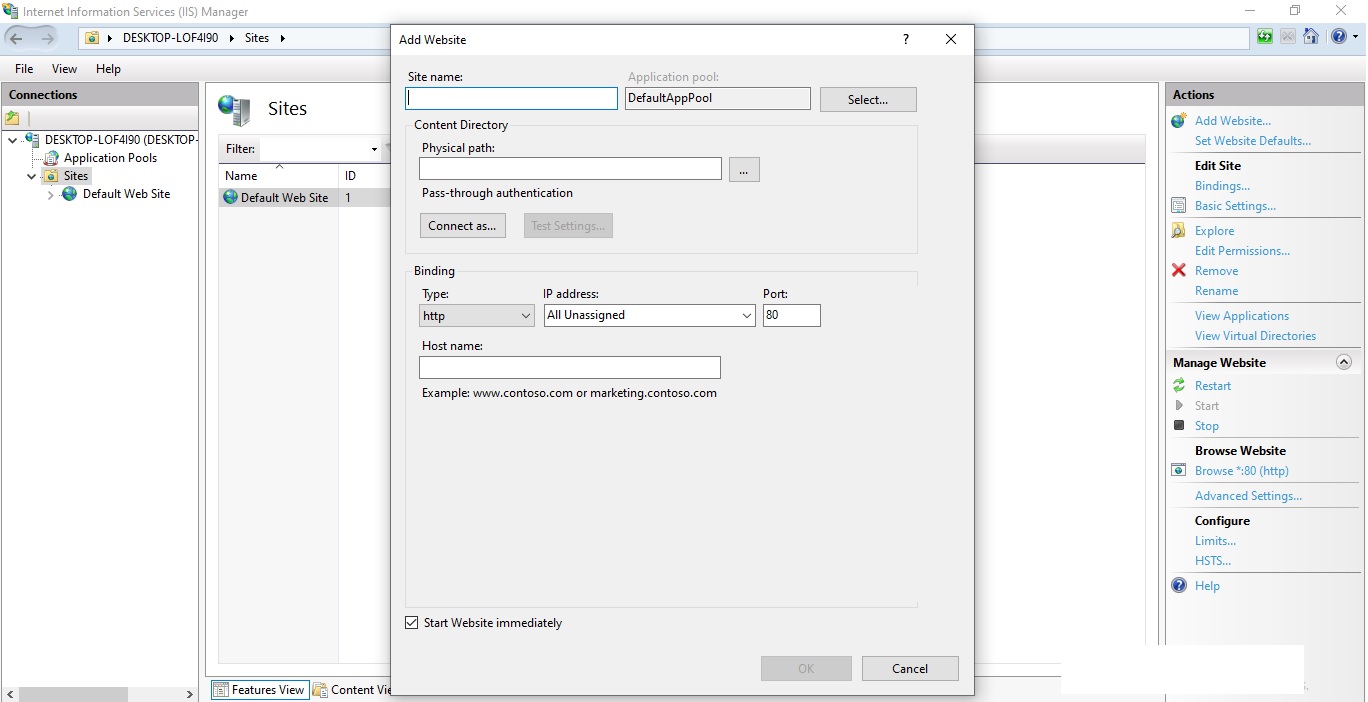 Internet Information Services (IIS) Manager
DESKTOP-LOF4I90 Sites
File View Help
Connections
DESKTOP-LOF4I90 (DESKTOP-
Application Pools
Sites
Default Web Site
Sites
Filter:
Name ID
Default Web Site 1
Features View
Add Website
?
Site name:
Application pool:
DefaultAppPool
Select...
Content Directory
Physical path:
...
Pass-through authentication
Connect as...
Test Settings...
Binding
Type:
IP address:
Port:
http
All Unassigned
80
Host name:
Example: www.contoso.com or marketing.contoso.com
Start Website immediately
OK
Cancel
Content
Actions
Add Website...
Set Website Defaults...
Edit Site
Bindings...
Basic Settings...
Explore
Edit Permissions...
Remove
Rename
View Applications
View Virtual Directories
Manage Website
Restart
Start
Stop
Browse Website
Browse *:80 (http)
Advanced Settings...
Configure
Limits...
HSTS...
Help